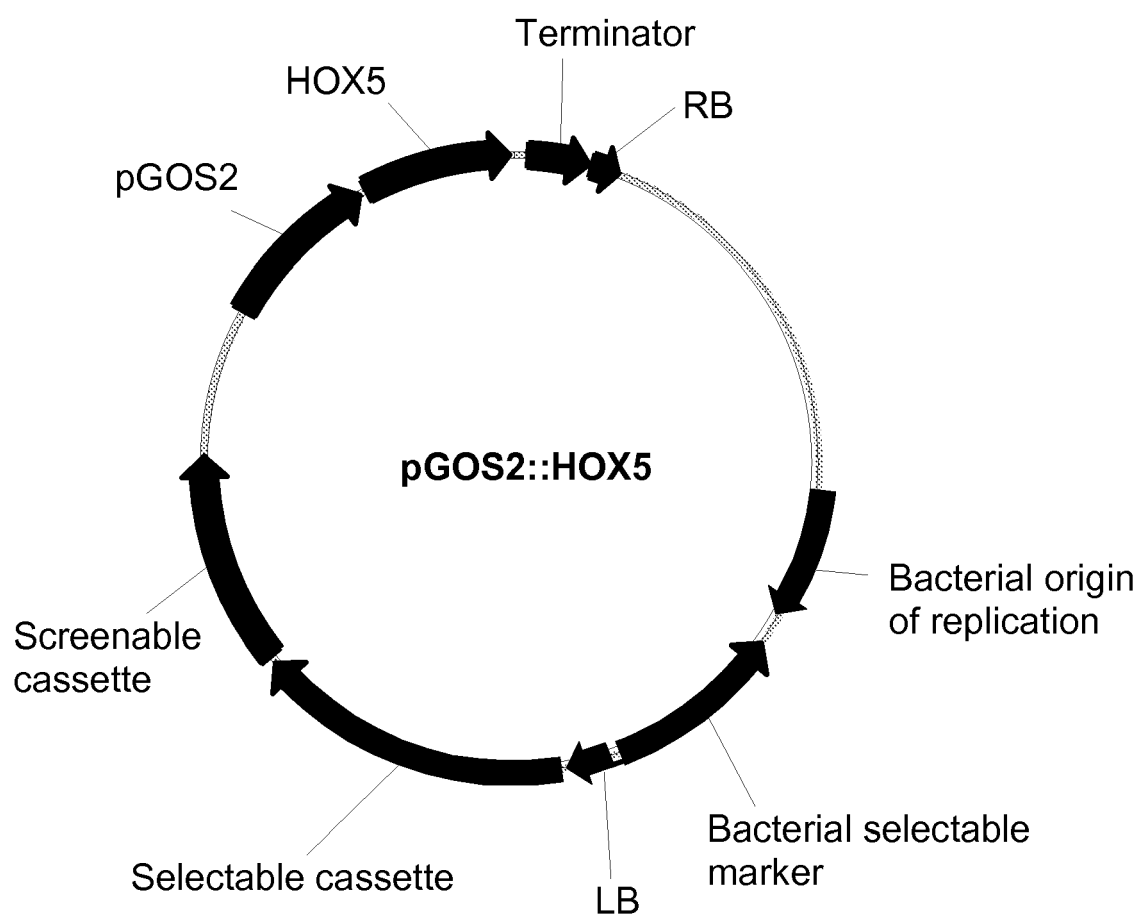 Terminator
HOX5
RB
pGOS2
pGOS2::HOX5
Bacterial origin
of replication
Screenable
cassette
Bacterial selectable
marker
Selectable cassette
LB